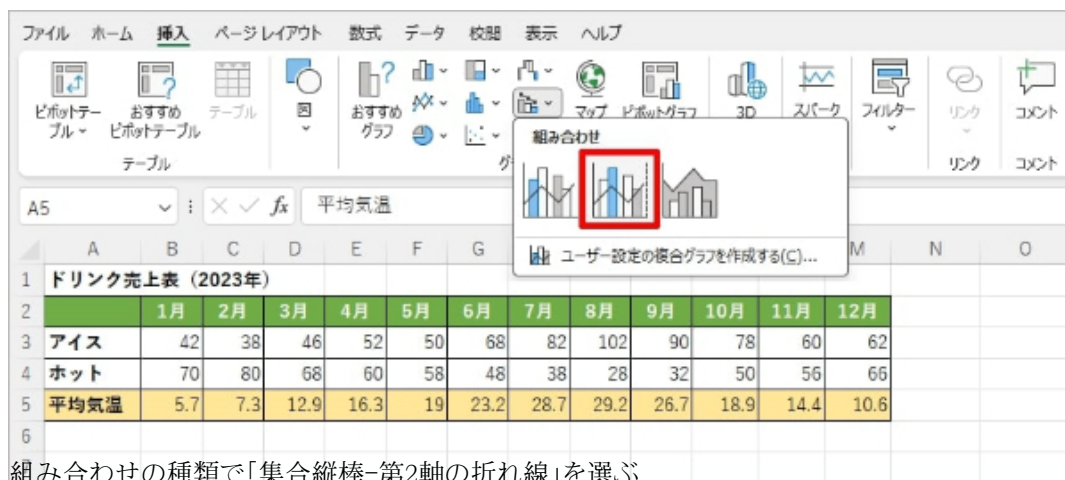 ファイル ホーム 挿入 ページ レイアウト 数式 データ 校閲 表示 ヘルプ
ピボットテー おすすめ テーブル 図 おすすめ マップ ピボットグラフ 3D スパーク フィルター リンク コメント
ブル ピボットテーブル グラフ
テーブル グ リンク コメント
組み合わせ
ユーザー設定の複合グラフを作成する(C)...
A5 fx 平均気温
A B C D E F G M N O
1 ドリンク売上表（2023年）
2 1月 2月 3月 4月 5月 6月 7月 8月 9月 10月 11月 12月
3 アイス 42 38 46 52 50 68 82 102 90 78 60 62
4 ホット 70 80 68 60 58 48 38 28 32 50 56 66
5 平均気温 5.7 7.3 12.9 16.3 19 23.2 28.7 29.2 26.7 18.9 14.4 10.6
6
組み合わせの種類で「集合縦棒-第2軸の折れ線」を選ぶ